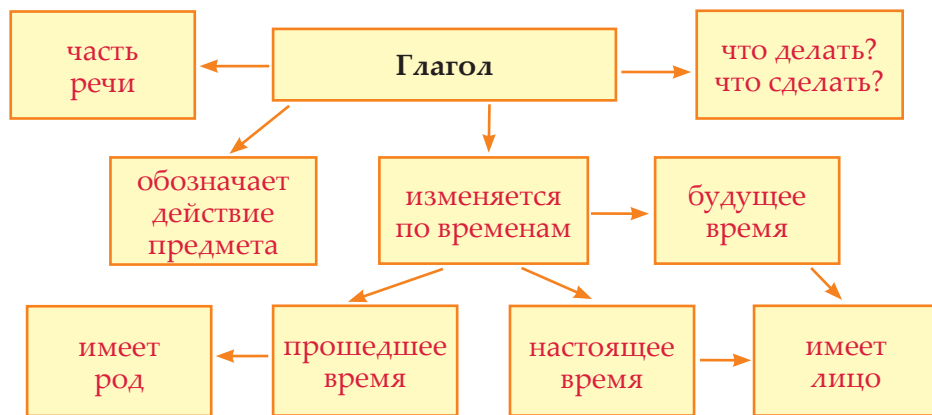 часть
речи
Глагол
что делать?
что сделать?
обозначает
действие
предмета
изменяется
по временам
будущее
время
имеет
род
прошедшее
время
настоящее
время
имеет
лицо